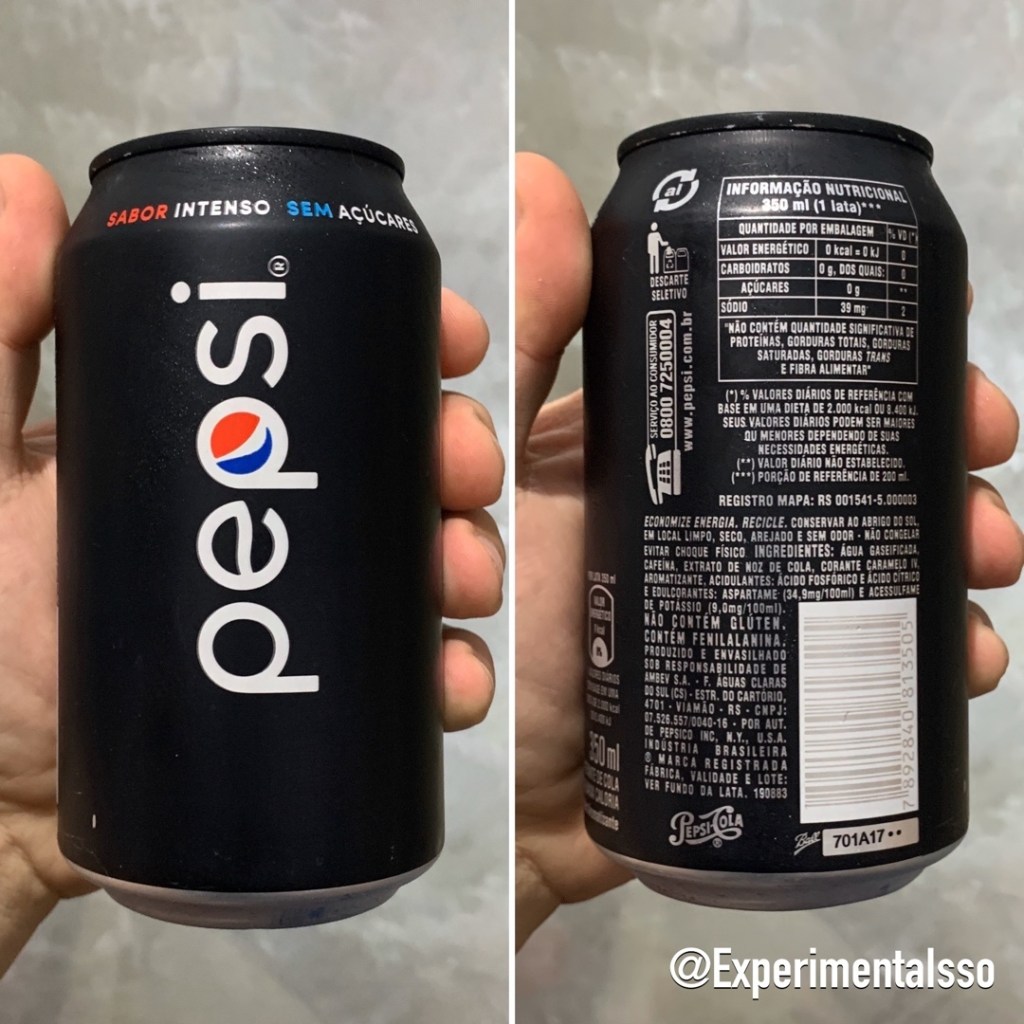 SABOR INTENSO SEM AÇÚCARES
pepsi®
al
DESCARTE
SELETIVO
SERVIÇO AO CONSUMIDOR
0800 7250004
www.pepsi.com.br
INFORMAÇÃO NUTRICIONAL
350 ml (1 lata)***
QUANTIDADE POR EMBALAGEM % VD (*)
VALOR ENERGÉTICO 0 kcal = 0 kJ 0
CARBOIDRATOS 0 g, DOS QUAIS: 0
AÇÚCARES 0 g **
SÓDIO 39 mg 2
"NÃO CONTÉM QUANTIDADE SIGNIFICATIVA DE
PROTEÍNAS, GORDURAS TOTAIS, GORDURAS
SATURADAS, GORDURAS TRANS
E FIBRA ALIMENTAR"
(*) % VALORES DIÁRIOS DE REFERÊNCIA COM
BASE EM UMA DIETA DE 2.000 kcal OU 8.400 kJ.
SEUS VALORES DIÁRIOS PODEM SER MAIORES
OU MENORES DEPENDENDO DE SUAS
NECESSIDADES ENERGÉTICAS.
(**) VALOR DIÁRIO NÃO ESTABELECIDO.
(***) PORÇÃO DE REFERÊNCIA DE 200 ml.
REGISTRO MAPA: RS 001541-5.000003
ECONOMIZE ENERGIA. RECICLE. CONSERVAR AO ABRIGO DO SOL,
EM LOCAL LIMPO, SECO, AREJADO E SEM ODOR - NÃO CONGELAR
EVITAR CHOQUE FÍSICO. INGREDIENTES: ÁGUA GASEIFICADA,
CAFEÍNA, EXTRATO DE NOZ DE COLA, CORANTE CARAMELO IV,
AROMATIZANTE, ACIDULANTES: ÁCIDO FOSFÓRICO E ÁCIDO CÍTRICO
E EDULCORANTES: ASPARTAME (34,9mg/100ml) E ACESSULFAME
DE POTÁSSIO (9,0mg/100ml).
NÃO CONTÉM GLÚTEN.
CONTÉM FENILALANINA.
PRODUZIDO E ENVASILHADO
SOB RESPONSABILIDADE DE
AMBEV S.A. - F. ÁGUAS CLARAS
DO SUL (CS) - ESTR. DO CARTÓRIO,
4701 - VIAMÃO - RS - CNPJ:
07.526.557/0040-16 - POR AUT.
DE PEPSICO INC, N.Y., U.S.A.
INDÚSTRIA BRASILEIRA
® MARCA REGISTRADA
FÁBRICA, VALIDADE E LOTE:
VER FUNDO DA LATA. 190883
7 892840 813505
350 ml
DE COLA
CALORIA
PEPSI-COLA®
Ball
701A17••
@Experimentalsso